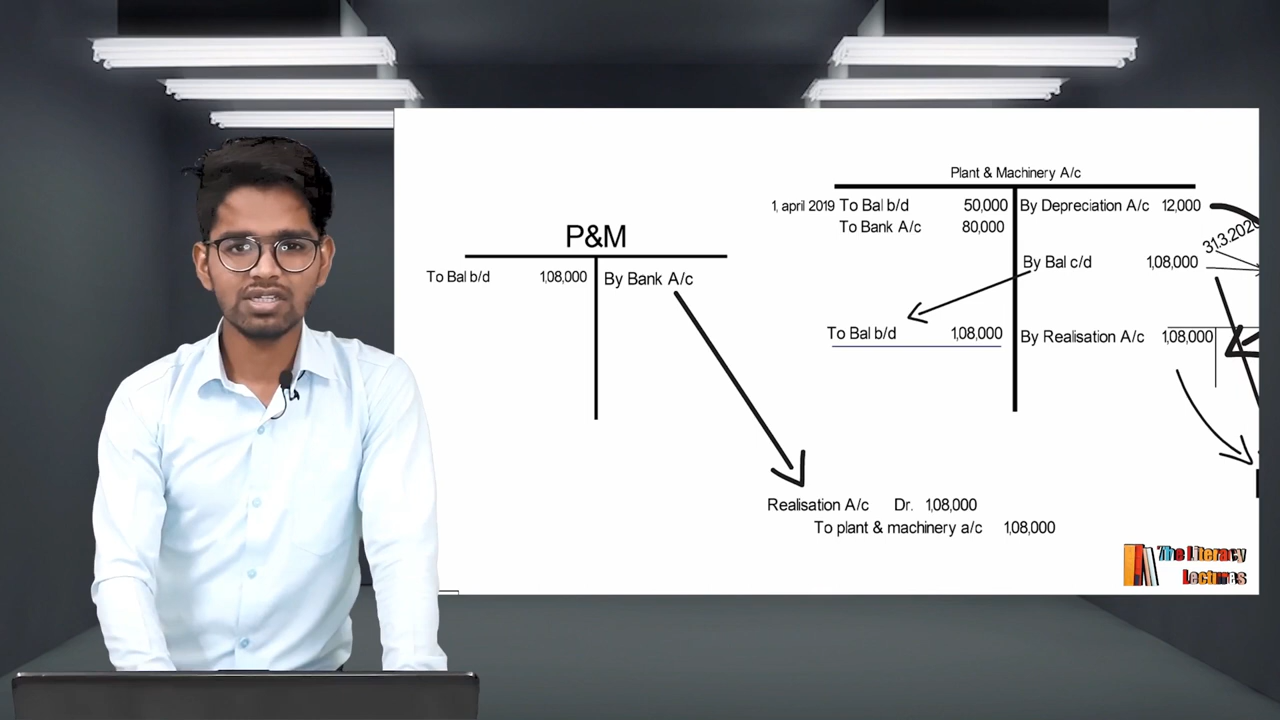 P&M
To Bal b/d 1,08,000 By Bank A/c
Plant & Machinery A/c
1, april 2019 To Bal b/d 50,000 By Depreciation A/c 12,000
To Bank A/c 80,000
31.3.2020
By Bal c/d 1,08,000
To Bal b/d 1,08,000 By Realisation A/c 1,08,000
Realisation A/c Dr. 1,08,000
To plant & machinery a/c 1,08,000
The Literacy
Lectures